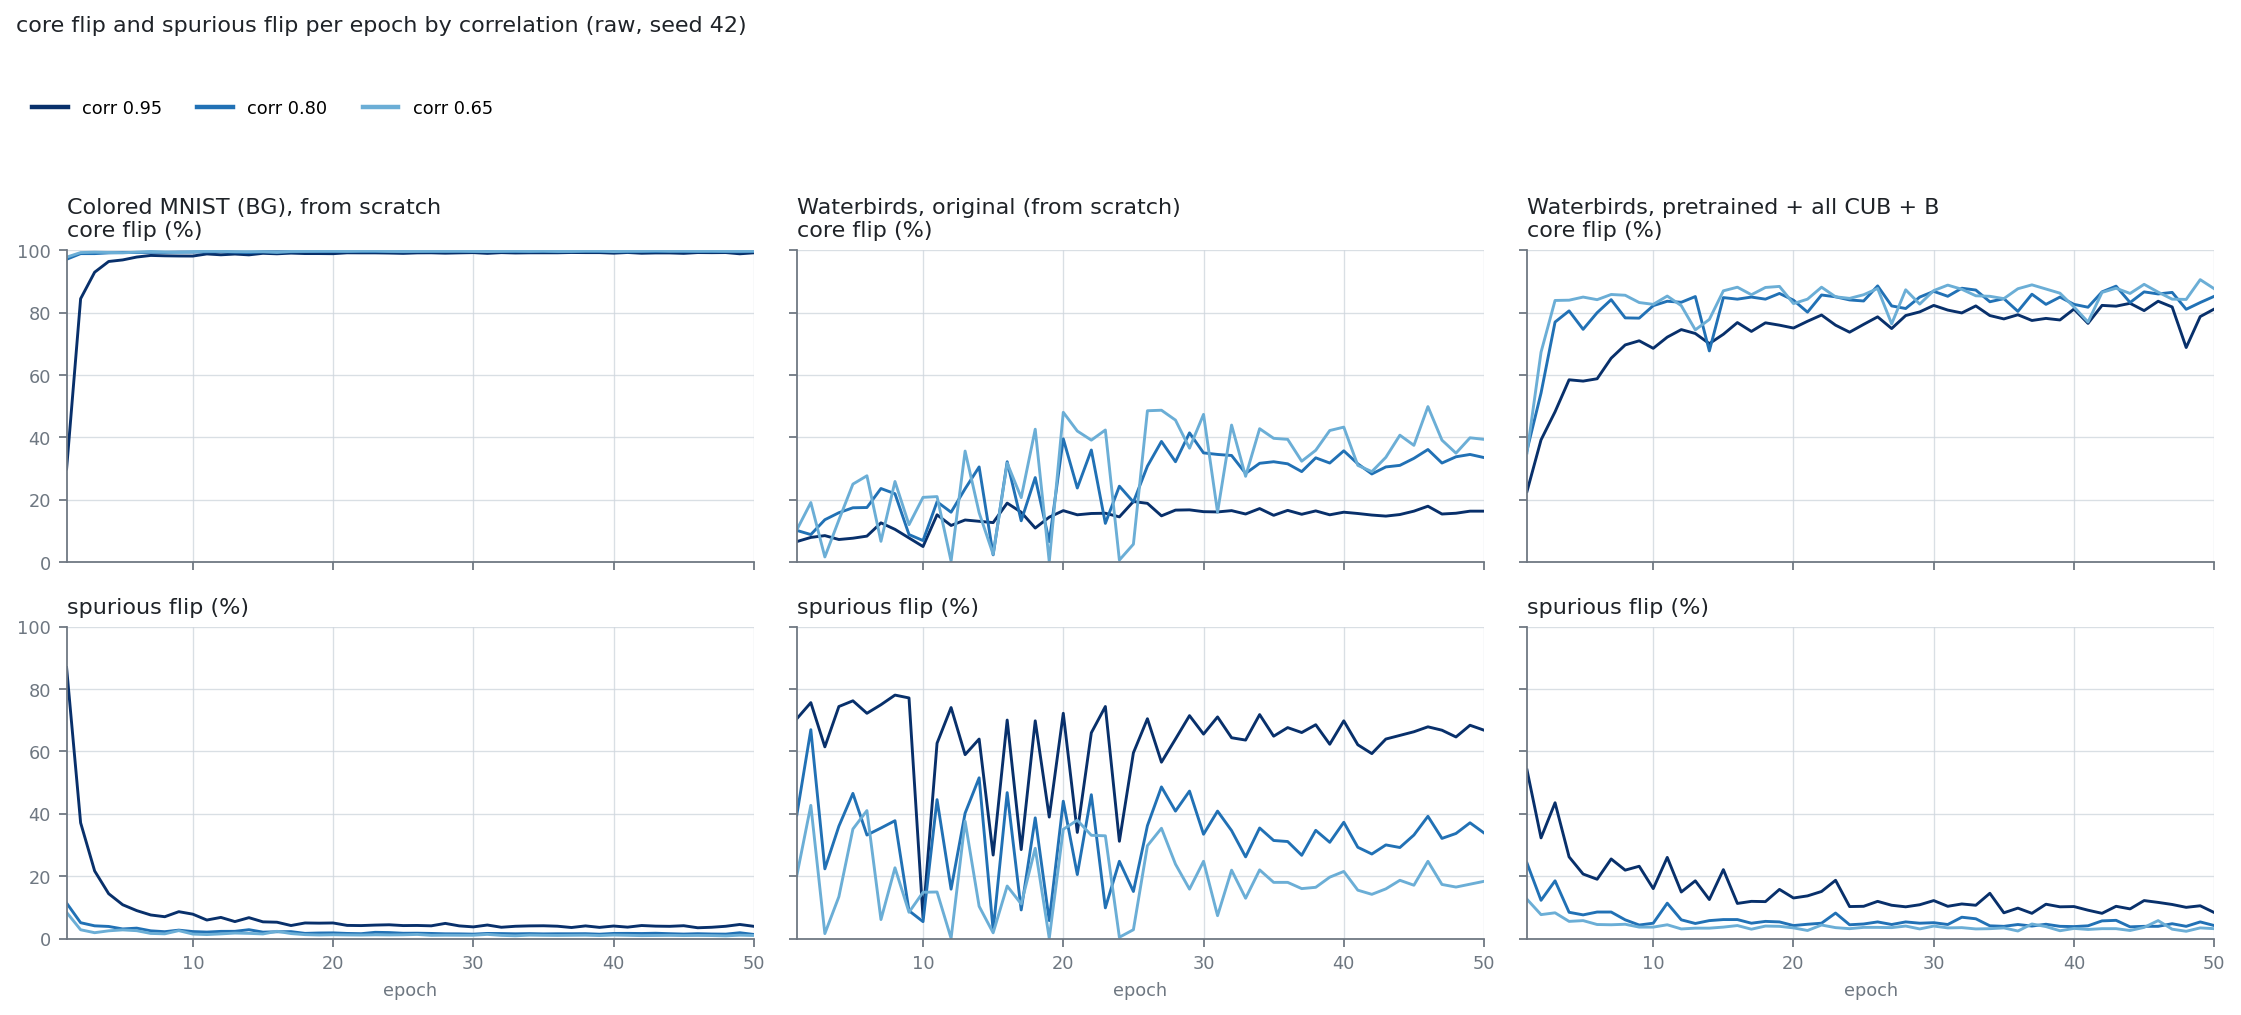 core flip and spurious flip per epoch by correlation (raw, seed 42)
corr 0.95 corr 0.80 corr 0.65
Colored MNIST (BG), from scratch
core flip (%)
100
80
60
40
20
0
Waterbirds, original (from scratch)
core flip (%)
Waterbirds, pretrained + all CUB + B
core flip (%)
spurious flip (%)
100
80
60
40
20
0
10 20 30 40 50
epoch
spurious flip (%)
10 20 30 40 50
epoch
spurious flip (%)
10 20 30 40 50
epoch